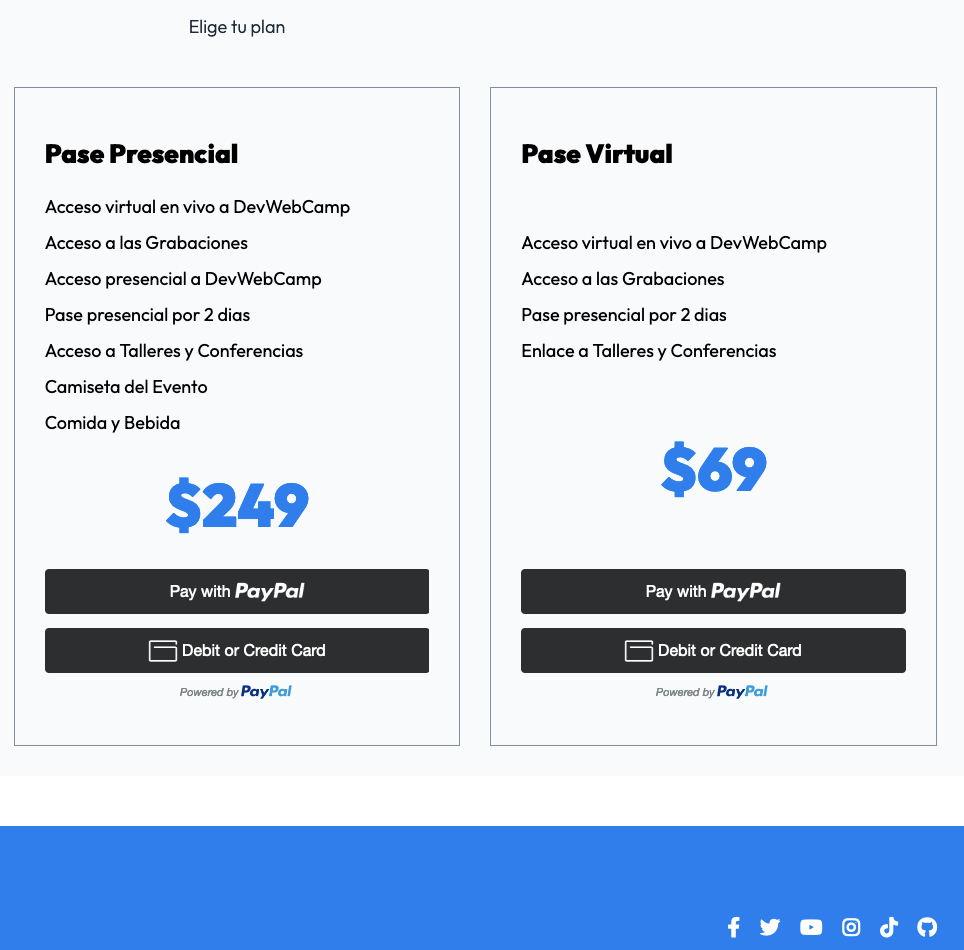 Elige tu plan
Pase Presencial
Acceso virtual en vivo a DevWebCamp
Acceso a las Grabaciones
Acceso presencial a DevWebCamp
Pase presencial por 2 dias
Acceso a Talleres y Conferencias
Camiseta del Evento
Comida y Bebida
$249
Pay with PayPal
Debit or Credit Card
Powered by PayPal
Pase Virtual
Acceso virtual en vivo a DevWebCamp
Acceso a las Grabaciones
Pase presencial por 2 dias
Enlace a Talleres y Conferencias
$69
Pay with PayPal
Debit or Credit Card
Powered by PayPal